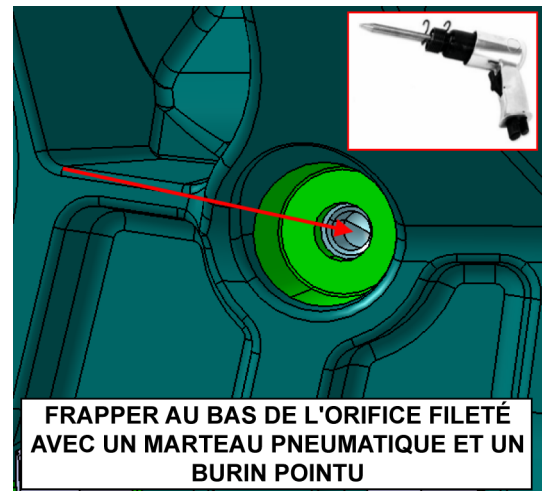 FRAPPER AU BAS DE L'ORIFICE FILETÉ
AVEC UN MARTEAU PNEUMATIQUE ET UN
BURIN POINTU